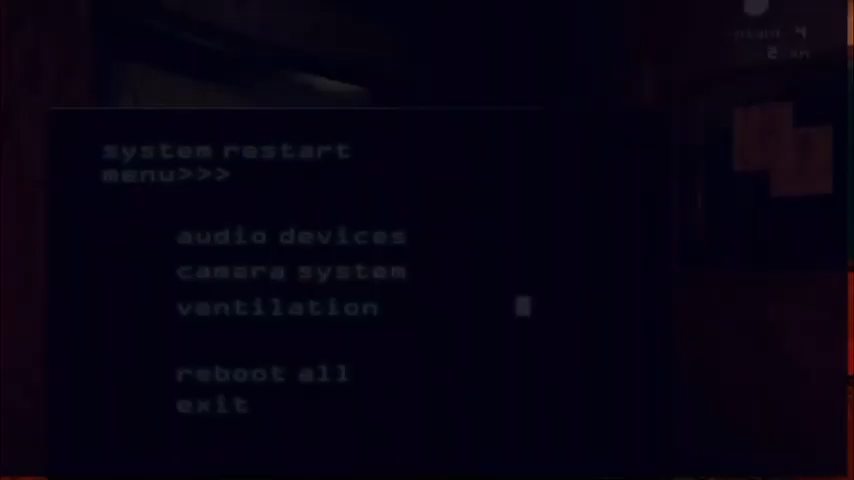 system restart
menu>>>
audio devices
camera system
ventilation
reboot all
exit